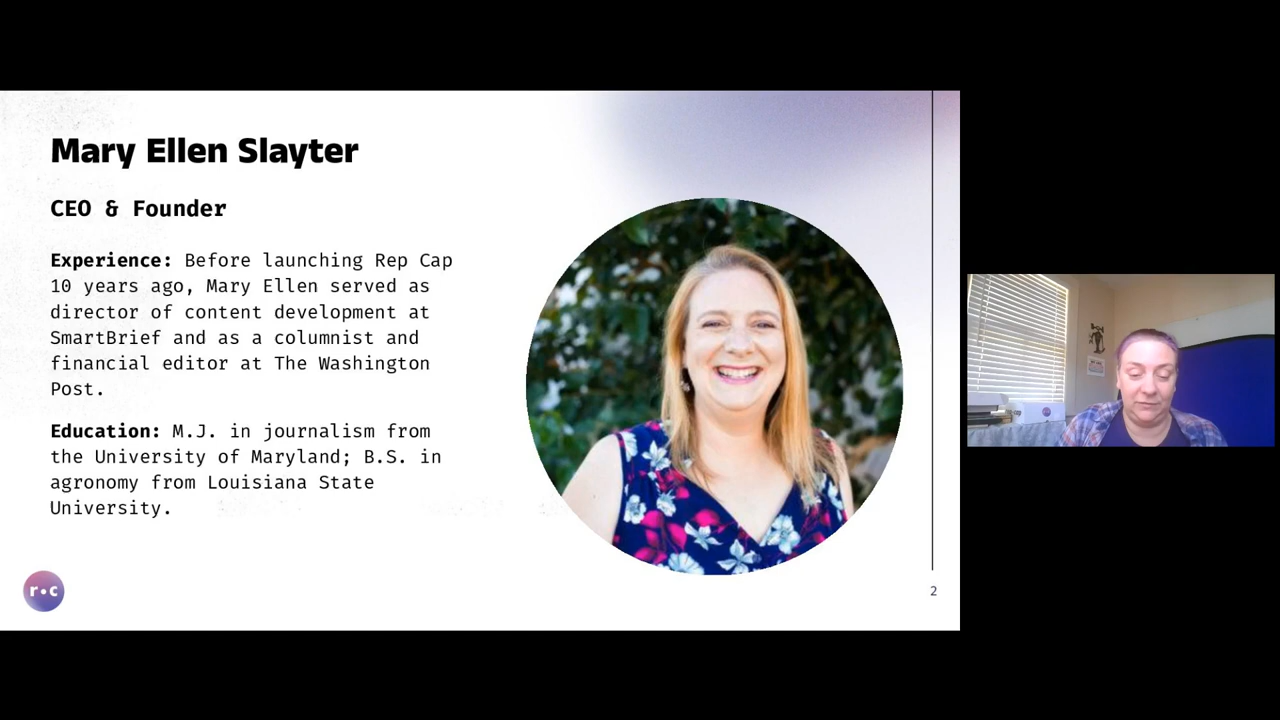 Mary Ellen Slayter
CEO & Founder
Experience: Before launching Rep Cap
10 years ago, Mary Ellen served as
director of content development at
SmartBrief and as a columnist and
financial editor at The Washington
Post.
Education: M.J. in journalism from
the University of Maryland; B.S. in
agronomy from Louisiana State
University.
r•c
2